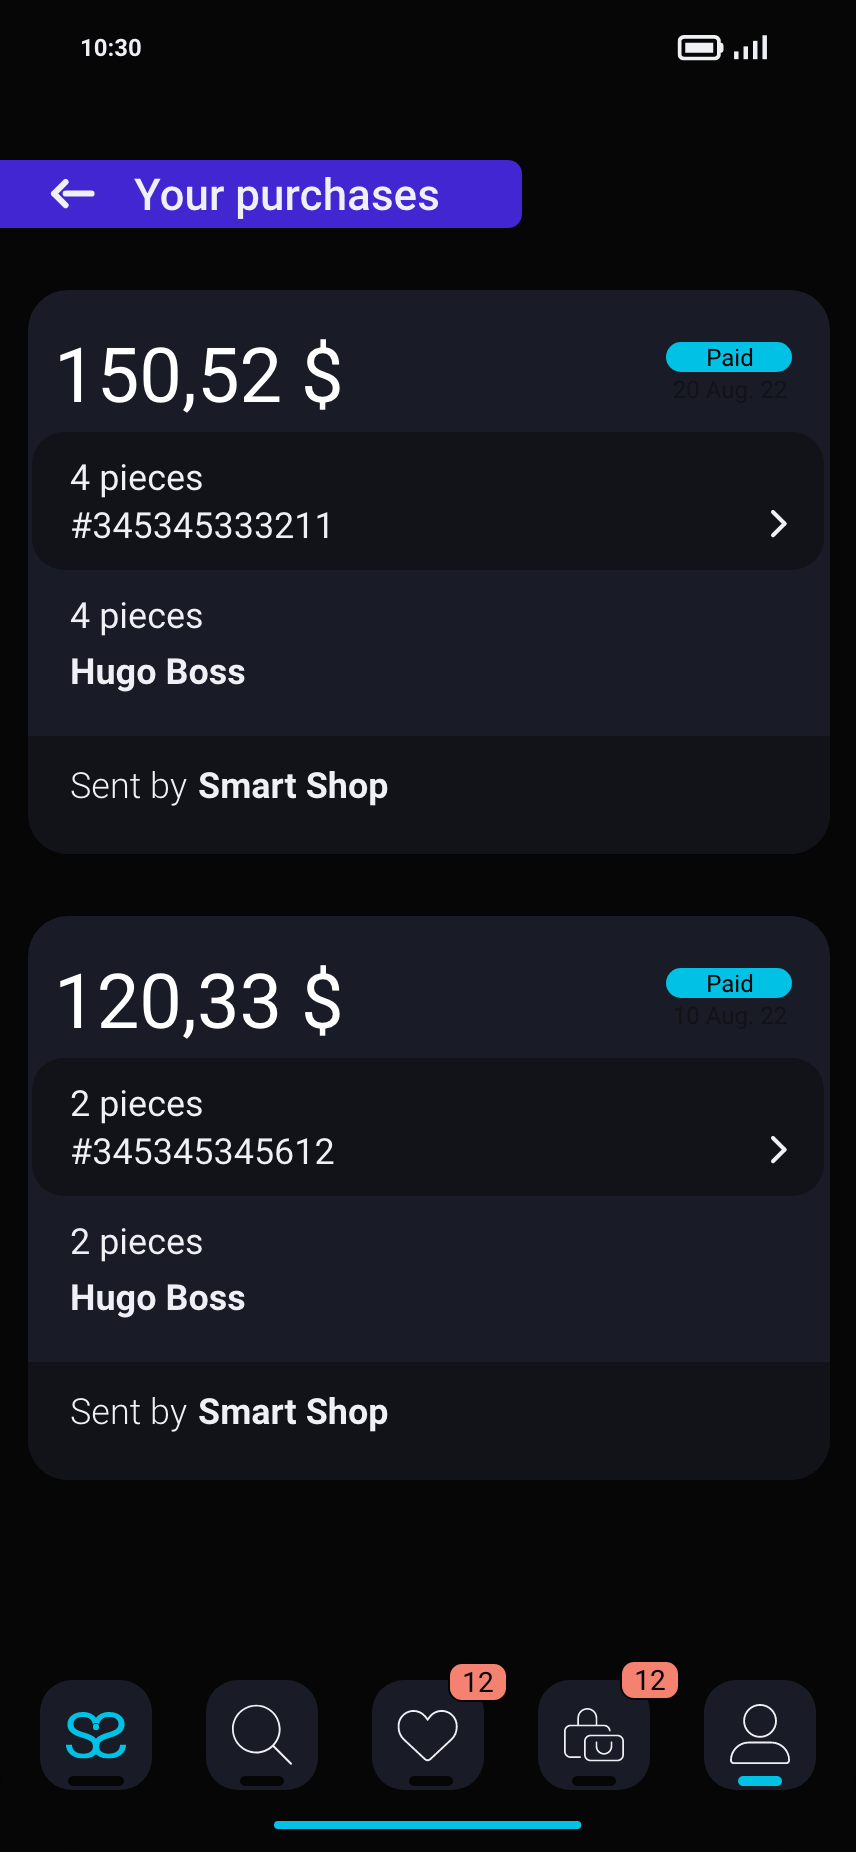 10:30
Your purchases
150,52 $
Paid
20 Aug. 22
4 pieces
#345345333211
4 pieces
Hugo Boss
Sent by Smart Shop
120,33 $
Paid
10 Aug. 22
2 pieces
#345345345612
2 pieces
Hugo Boss
Sent by Smart Shop
12
12